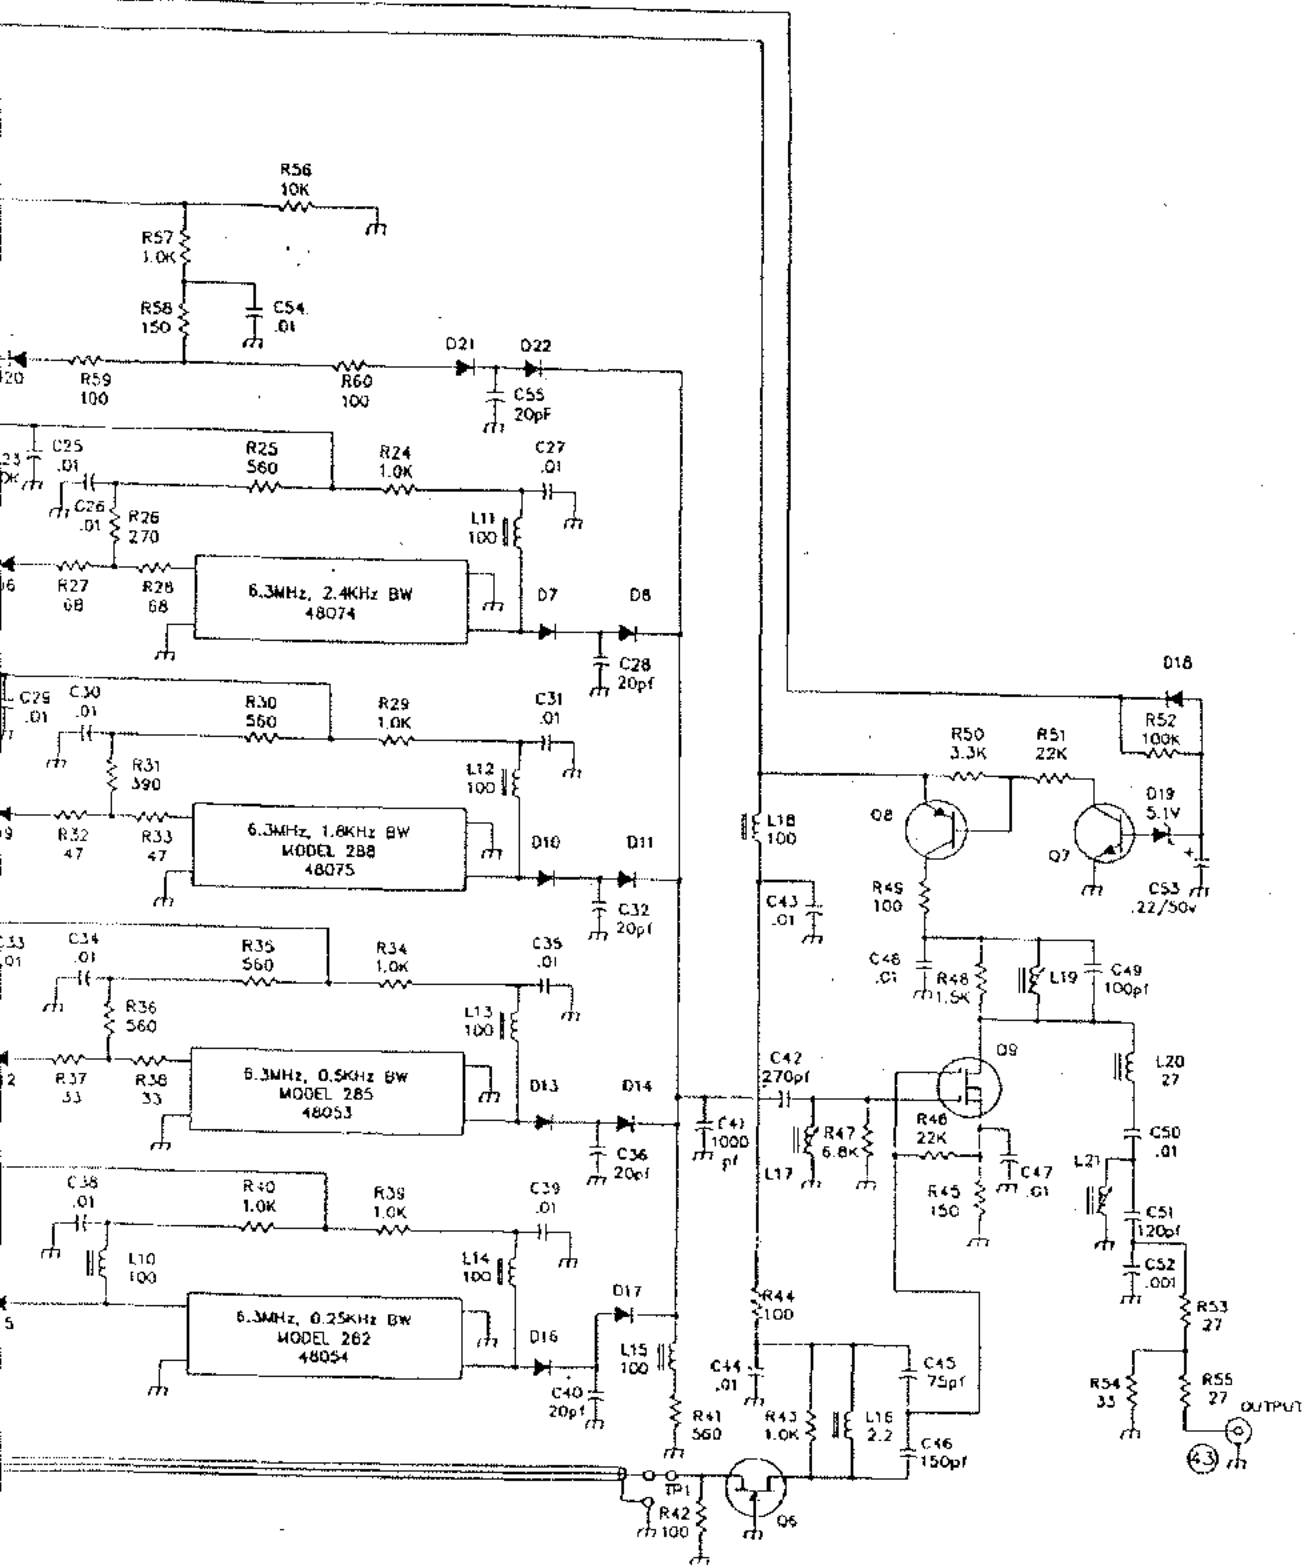 R56
10K
R57
1.0K
R58
150
C54
.01
D21
D22
20
R59
100
R60
100
C55
20pF
C25
.01
R25
560
R24
1.0K
C27
.01
23
C26
.01
R26
270
L11
100
R27
68
R28
68
6.3MHz, 2.4KHz BW
48074
D7
D8
C28
20pf
D18
C29
.01
C30
.01
R30
560
R29
1.0K
C31
.01
R52
100K
R50
3.3K
R51
22K
R31
390
L12
100
D19
5.1V
9
R32
47
R33
47
6.3MHz, 1.8KHz BW
MODEL 288
48075
D10
D11
L18
100
Q8
Q7
C32
20pf
C43
.01
R49
100
C53
.22/50v
C33
.01
C34
.01
R35
560
R34
1.0K
C35
.01
C48
.01
R48
1.5K
L19
C49
100pf
R36
560
L13
100
2
R37
33
R38
33
6.3MHz, 0.5KHz BW
MODEL 285
48053
D13
D14
C42
270pf
Q9
L20
27
C36
20pf
C41
1000
pf
L17
R47
6.8K
R46
22K
C47
.01
C50
.01
L21
C38
.01
R40
1.0K
R39
1.0K
C39
.01
R45
150
C51
120pf
L10
100
L14
100
C52
.001
5
6.3MHz, 0.25KHz BW
MODEL 282
48054
D16
D17
R44
100
R53
27
L15
100
C44
.01
C45
75pf
C40
20pf
R41
560
R43
1.0K
L16
2.2
C46
150pf
R54
33
R55
27
OUTPUT
43
TP1
R42
100
Q6